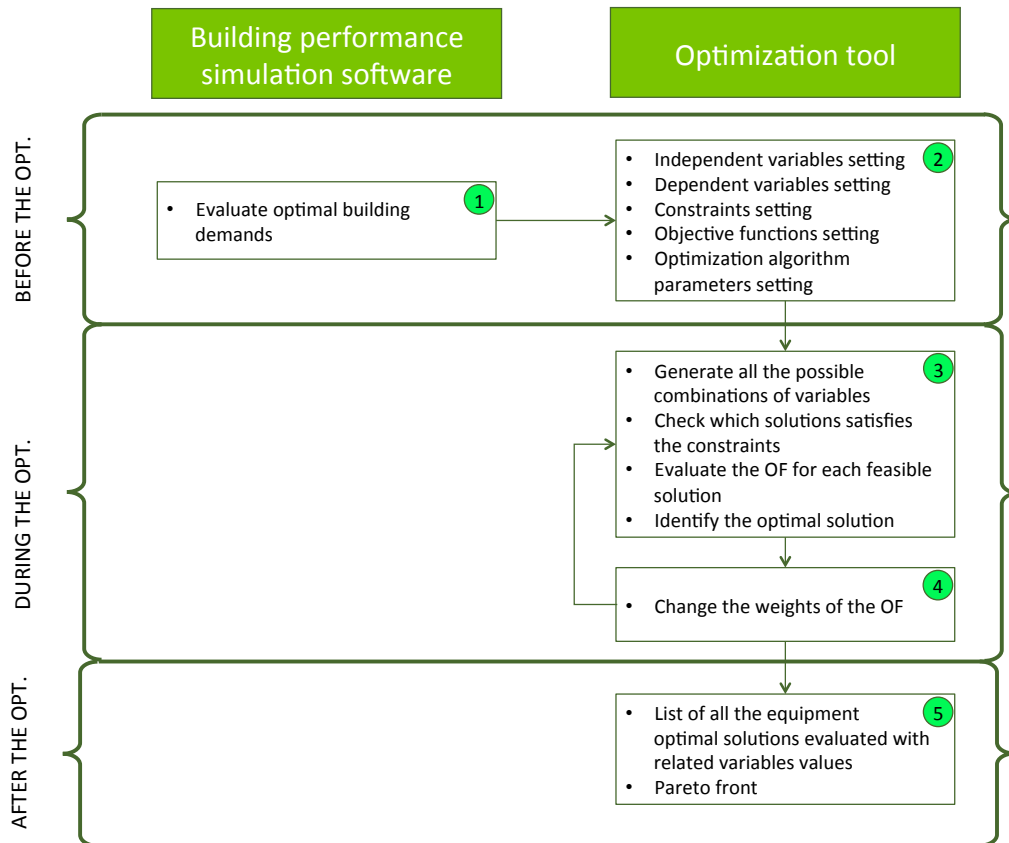 Building performance
simulation software
Optimization tool
BEFORE THE OPT.
1
• Evaluate optimal building
demands
2
• Independent variables setting
• Dependent variables setting
• Constraints setting
• Objective functions setting
• Optimization algorithm
parameters setting
DURING THE OPT.
3
• Generate all the possible
combinations of variables
• Check which solutions satisfies
the constraints
• Evaluate the OF for each feasible
solution
• Identify the optimal solution
4
• Change the weights of the OF
AFTER THE OPT.
5
• List of all the equipment
optimal solutions evaluated with
related variables values
• Pareto front